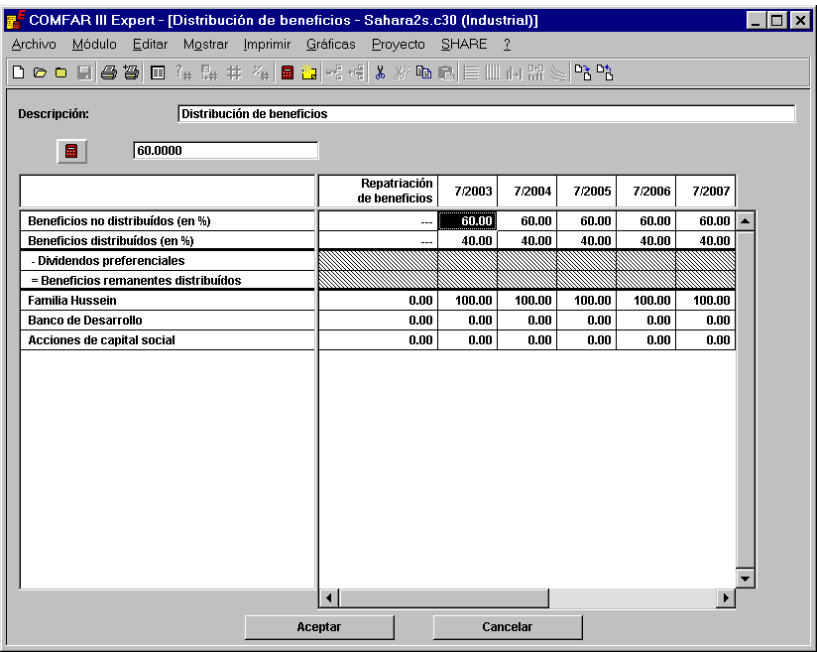 COMFAR III Expert - [Distribución de beneficios - Sahara2s.c30 (Industrial)]
Archivo Módulo Editar Mostrar Imprimir Gráficas Proyecto SHARE ?
Descripción: Distribución de beneficios
60.0000
Repatriación de beneficios 7/2003 7/2004 7/2005 7/2006 7/2007
Beneficios no distribuídos (en %) --- 60.00 60.00 60.00 60.00 60.00
Beneficios distribuídos (en %) --- 40.00 40.00 40.00 40.00 40.00
- Dividendos preferenciales
= Beneficios remanentes distribuídos
Familia Hussein 0.00 100.00 100.00 100.00 100.00 100.00
Banco de Desarrollo 0.00 0.00 0.00 0.00 0.00 0.00
Acciones de capital social 0.00 0.00 0.00 0.00 0.00 0.00
Aceptar Cancelar